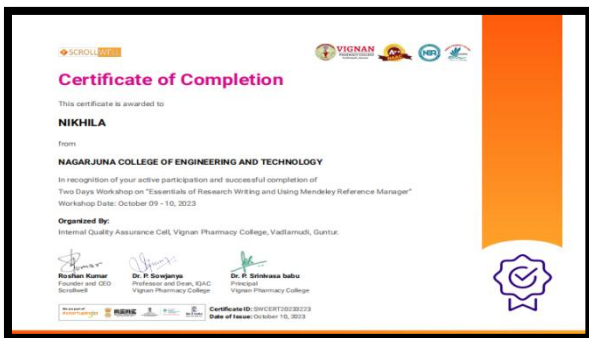 SCROLLWELL
VIGNAN
Certificate of Completion
This certificate is awarded to
NIKHILA
from
NAGARJUNA COLLEGE OF ENGINEERING AND TECHNOLOGY
In recognition of your active participation and successful completion of
Two Days Workshop on "Essentials of Research Writing and Using Mendeley Reference Manager"
Workshop Date: October 09 - 10, 2023
Organized By:
Internal Quality Assurance Cell, Vignan Pharmacy College, Vadlamudi, Guntur.
Roshan Kumar
Founder and CEO
Scrollwell
Dr. P. Sowjanya
Professor and Dean, IQAC
Vignan Pharmacy College
Dr. P. Srinivasa babu
Principal
Vignan Pharmacy College
Certificate ID: SWCERT20233223
Date of Issue: October 10, 2023